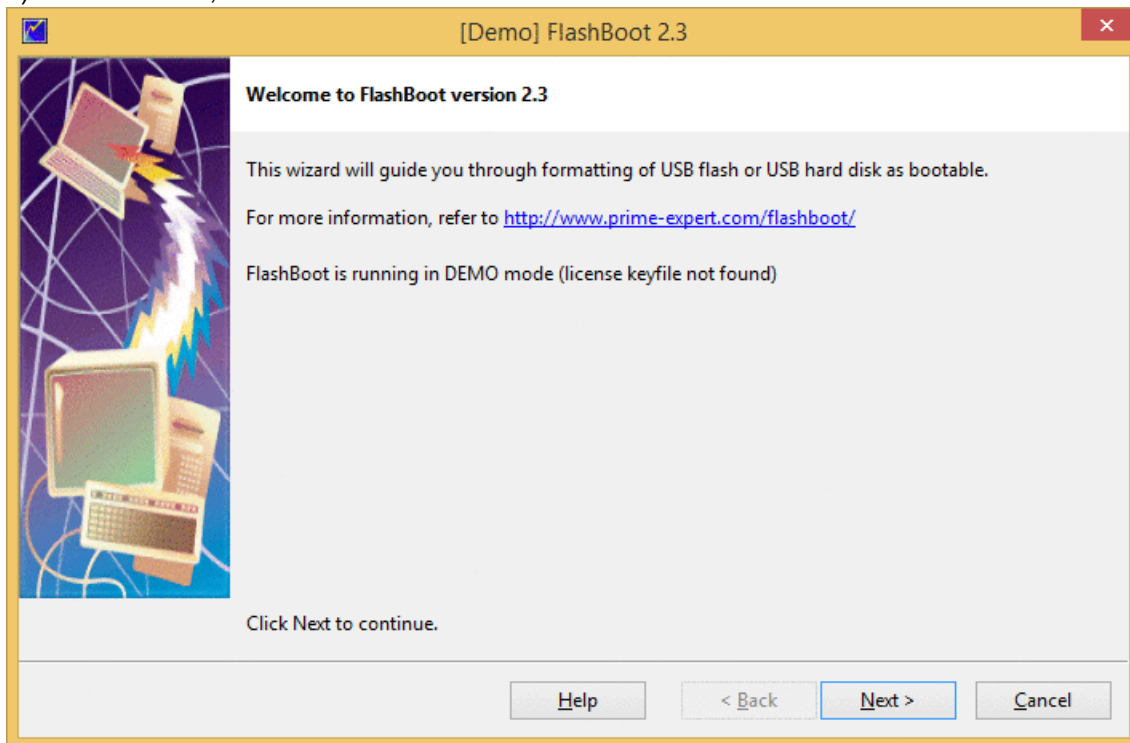 [Demo] FlashBoot 2.3
Welcome to FlashBoot version 2.3
This wizard will guide you through formatting of USB flash or USB hard disk as bootable.
For more information, refer to http://www.prime-expert.com/flashboot/
FlashBoot is running in DEMO mode (license keyfile not found)
Click Next to continue.
Help
< Back
Next >
Cancel